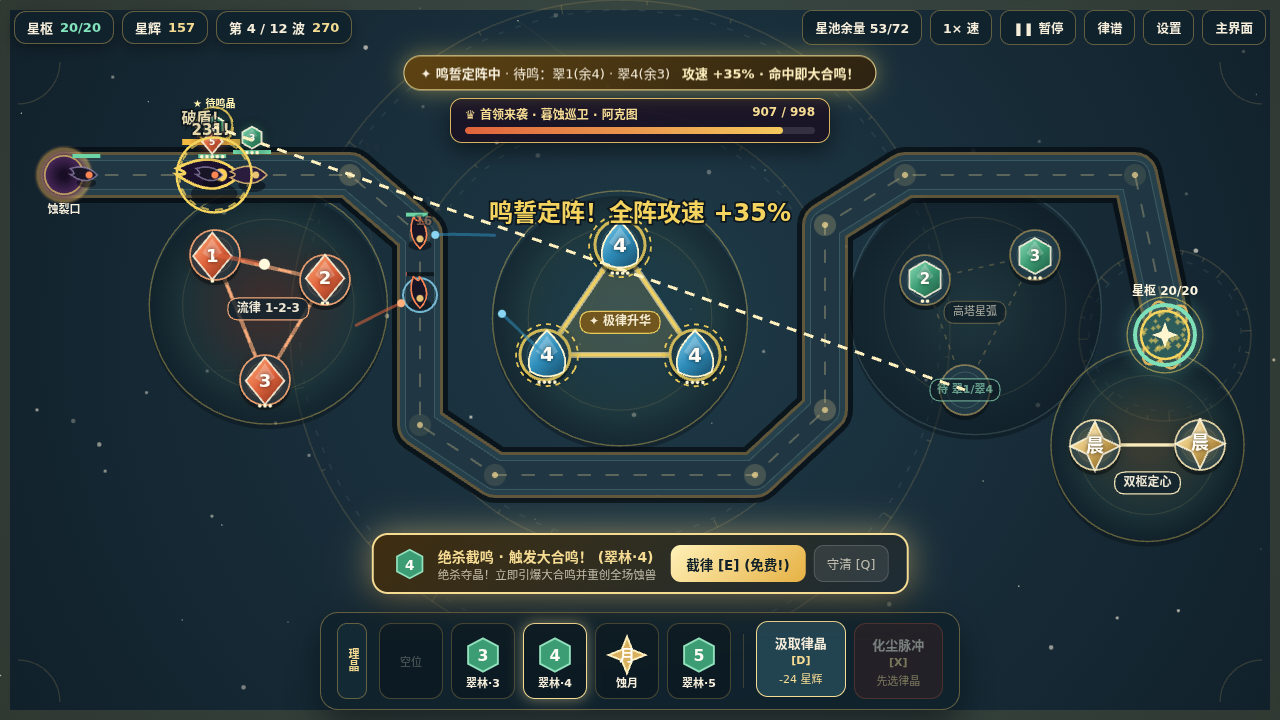 星枢 20/20
星辉 157
第 4 / 12 波 270
星池余量 53/72
1× 速
❚❚ 暂停
律谱
设置
主界面
✦ 鸣誓定阵中 · 待鸣: 翠1(余4) · 翠4(余3) 攻速 +35% · 命中即大合鸣!
♛ 首领来袭 · 暮蚀巡卫 · 阿克图 907 / 998
★ 待鸣晶
破盾!
231!
5
3
蚀裂口
16
鸣誓定阵! 全阵攻速 +35%
4
1
2
流律 1-2-3
3
✦ 极律升华
4
4
2
3
高塔星弧
待 翠1/翠4
星枢 20/20
晨
晨
双枢定心
4
绝杀截鸣 · 触发大合鸣! (翠林·4)
绝杀夺晶! 立即引爆大合鸣并重创全场蚀兽
截律 [E] (免费!)
守清 [Q]
理晶
空位
3
翠林·3
4
翠林·4
蚀月
5
翠林·5
汲取律晶
[D]
-24 星辉
化尘脉冲
[X]
先选律晶